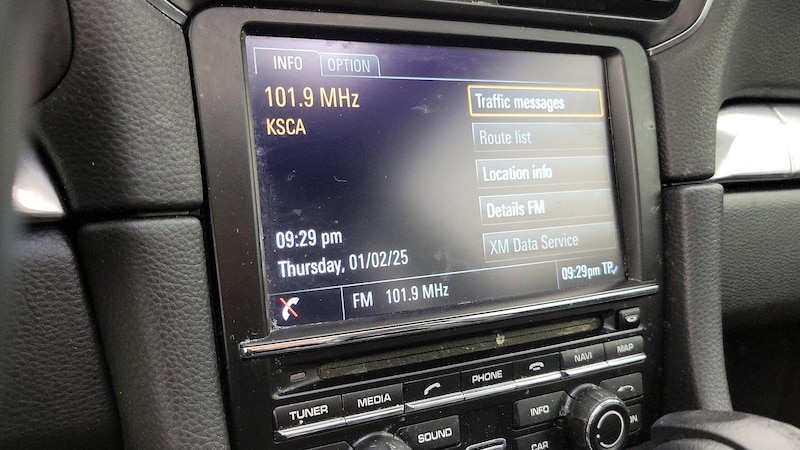 INFO
OPTION
101.9 MHz
KSCA
Traffic messages
Route list
Location info
Details FM
XM Data Service
09:29 pm
Thursday, 01/02/25
09:29pm TP
FM 101.9 MHz
TUNER
MEDIA
PHONE
NAVI
MAP
SOUND
INFO
CAR